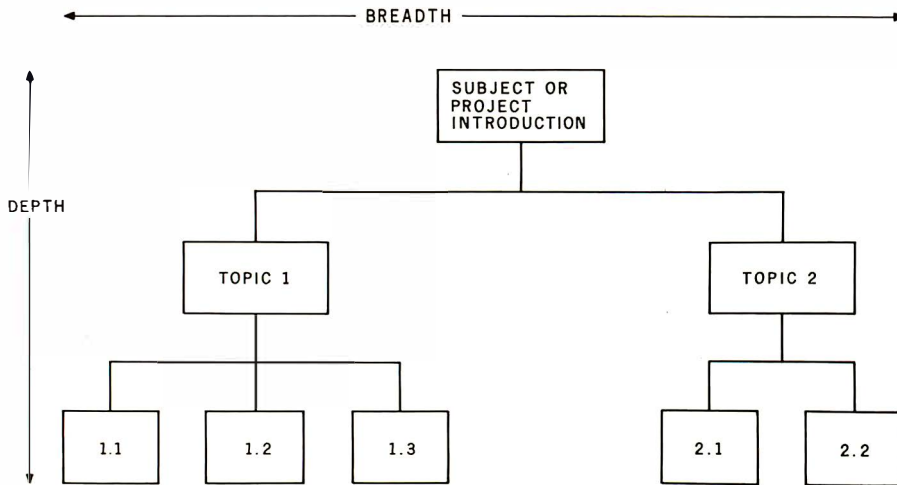 BREADTH
SUBJECT OR
PROJECT
INTRODUCTION
DEPTH
TOPIC 1
TOPIC 2
1.1
1.2
1.3
2.1
2.2